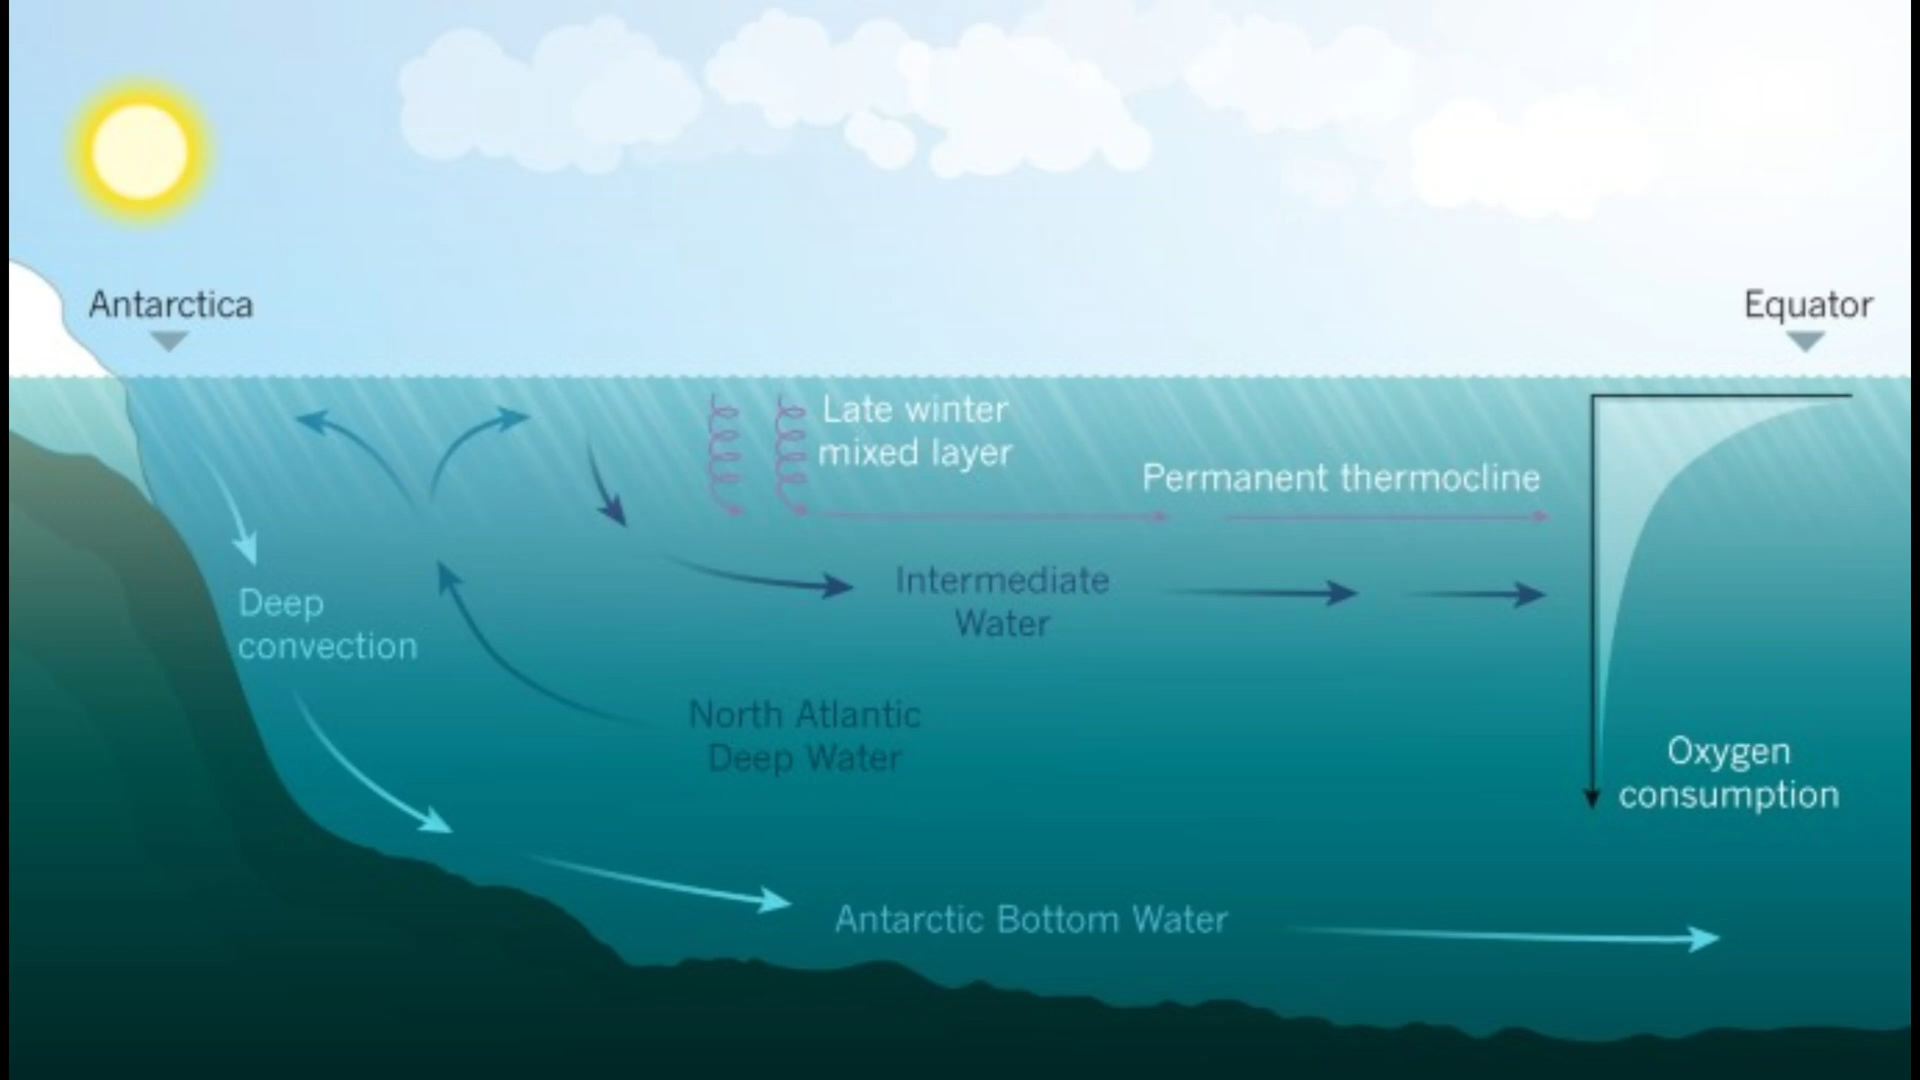 Antarctica
Equator
Late winter
mixed layer
Permanent thermocline
Intermediate
Water
Deep
convection
North Atlantic
Deep Water
Oxygen
consumption
Antarctic Bottom Water